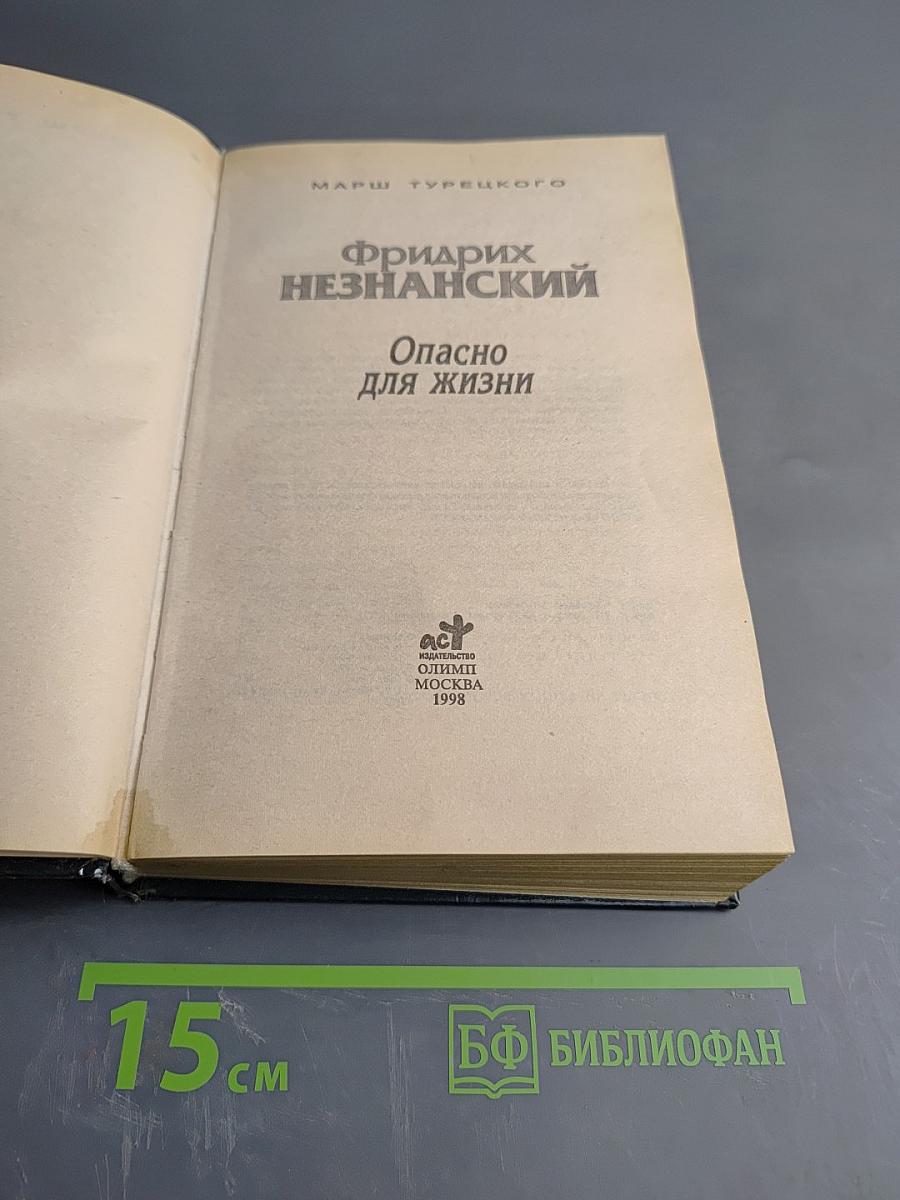 МАРШ ТУРЕЦКОГО
Фридрих
НЕЗНАНСКИЙ
Опасно
для жизни
аст
ИЗДАТЕЛЬСТВО
ОЛИМП
МОСКВА
1998
15 см
БФ БИБЛИОФАН